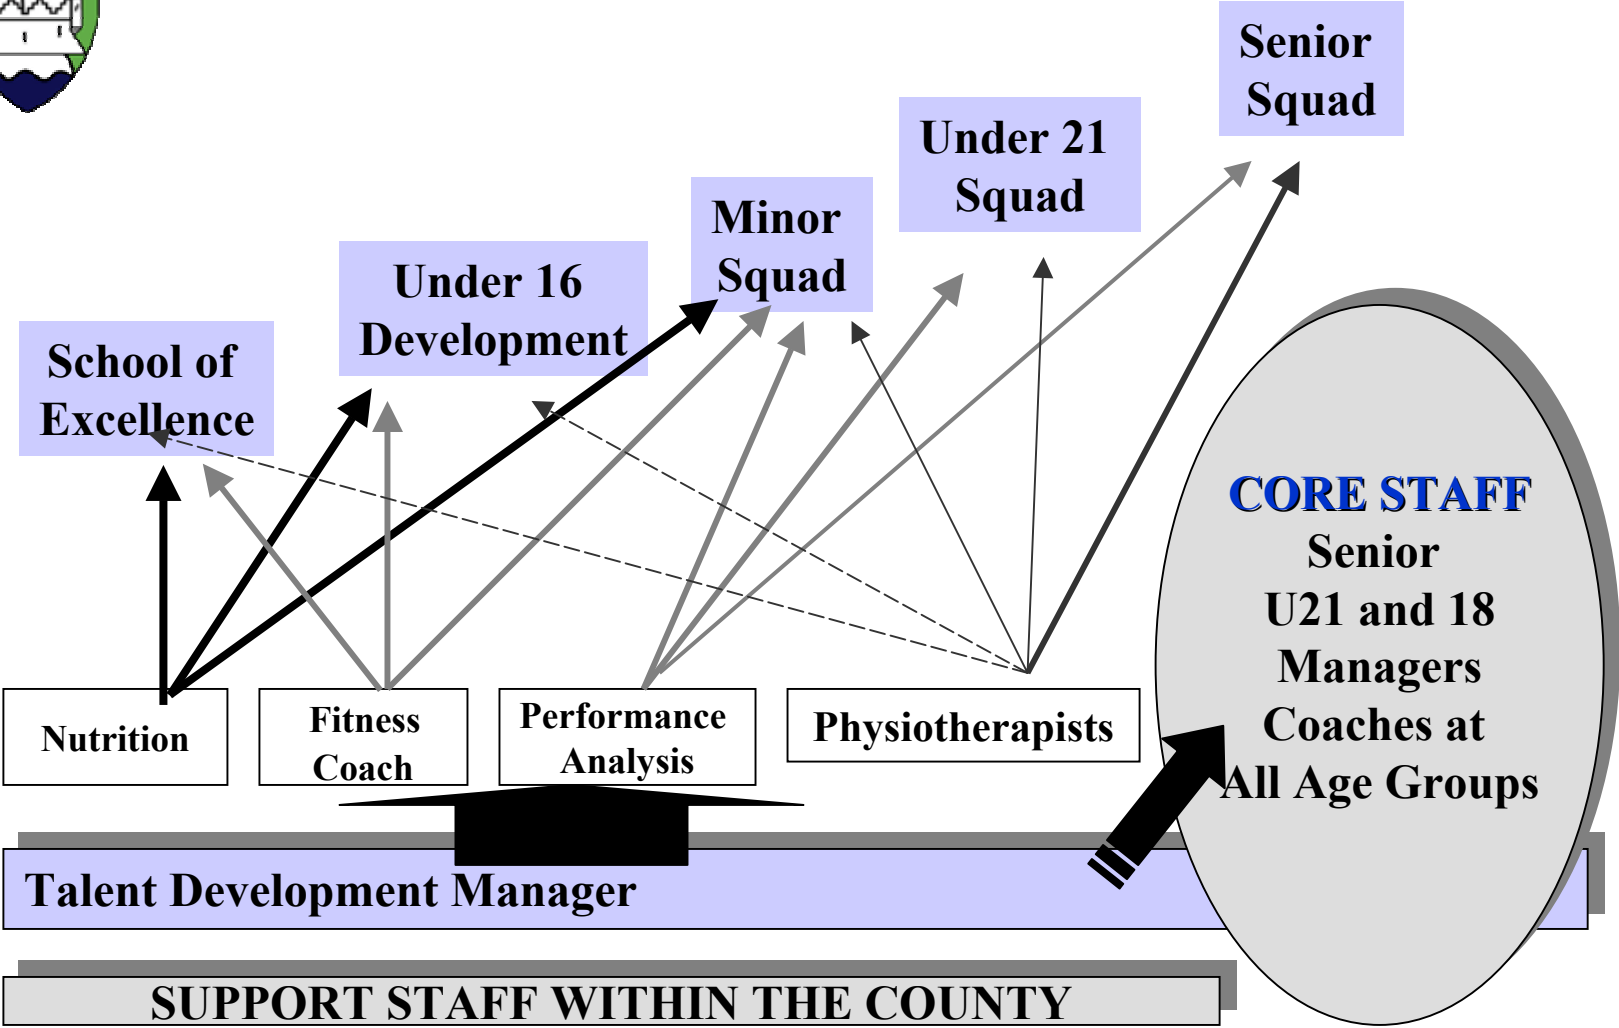 Senior
Squad
Under 21
Squad
Minor
Squad
Under 16
Development
School of
Excellence
CORE STAFF
Senior
U21 and 18
Managers
Coaches at
All Age Groups
Nutrition
Fitness
Coach
Performance
Analysis
Physiotherapists
Talent Development Manager
SUPPORT STAFF WITHIN THE COUNTY